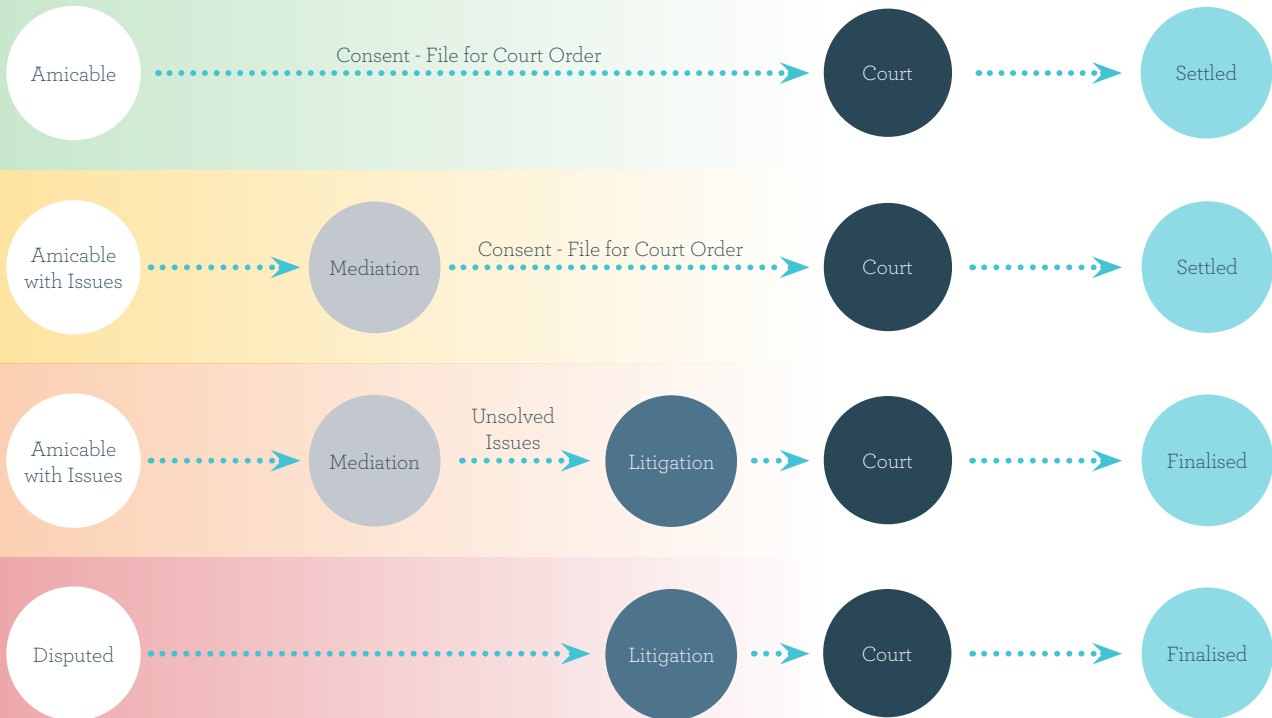 Amicable
Consent - File for Court Order
Court
Settled
Amicable
with Issues
Mediation
Consent - File for Court Order
Court
Settled
Amicable
with Issues
Mediation
Unsolved
Issues
Litigation
Court
Finalised
Disputed
Litigation
Court
Finalised